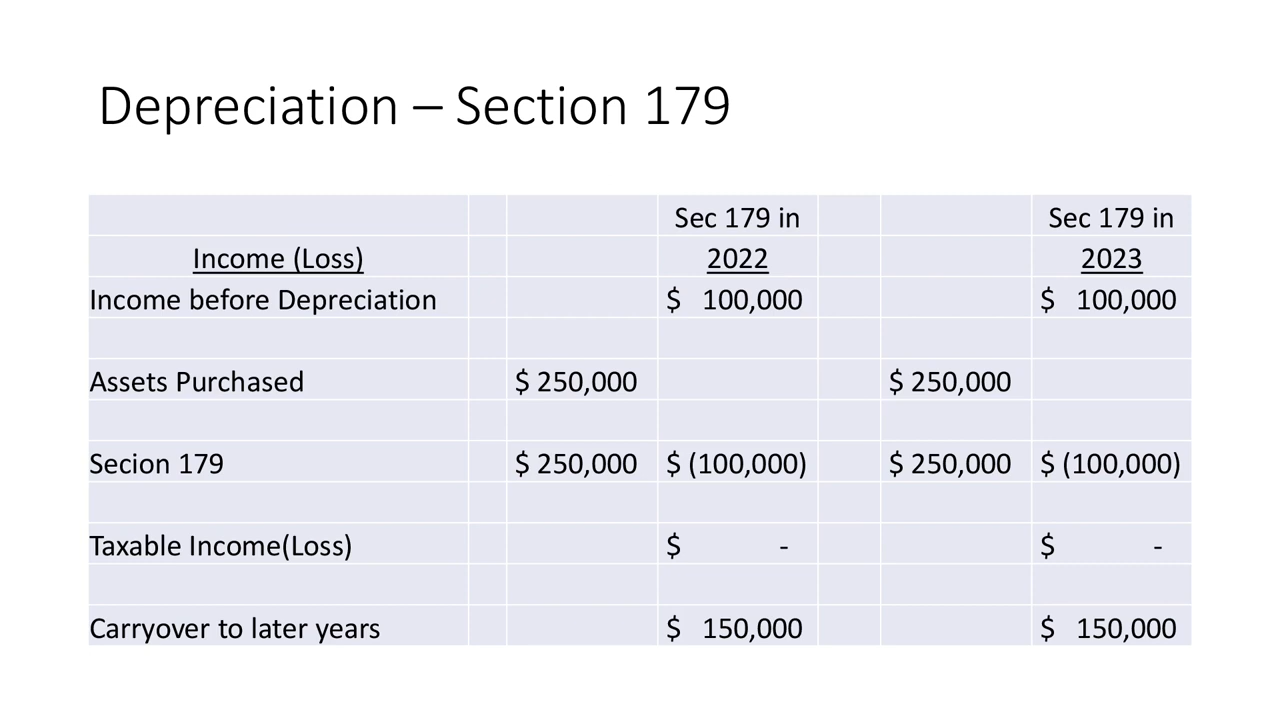 Depreciation – Section 179
Sec 179 in Sec 179 in
Income (Loss) 2022 2023
Income before Depreciation $ 100,000 $ 100,000
Assets Purchased $ 250,000 $ 250,000
Secion 179 $ 250,000 $ (100,000) $ 250,000 $ (100,000)
Taxable Income(Loss) $ - $ -
Carryover to later years $ 150,000 $ 150,000